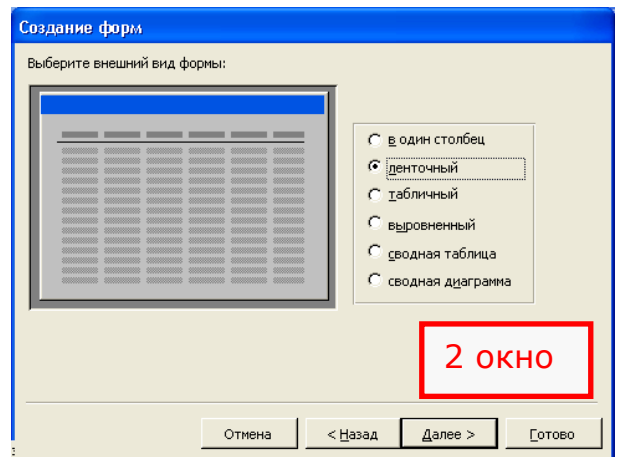 Создание форм
Выберите внешний вид формы:
в один столбец
ленточный
табличный
выровненный
сводная таблица
сводная диаграмма
2 окно
Отмена
< Назад
Далее >
Готово